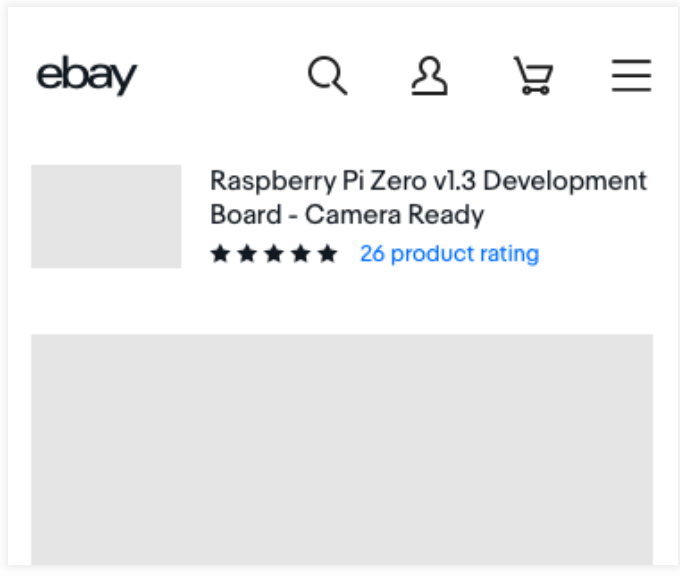 ebay
Raspberry Pi Zero v1.3 Development
Board - Camera Ready
26 product rating